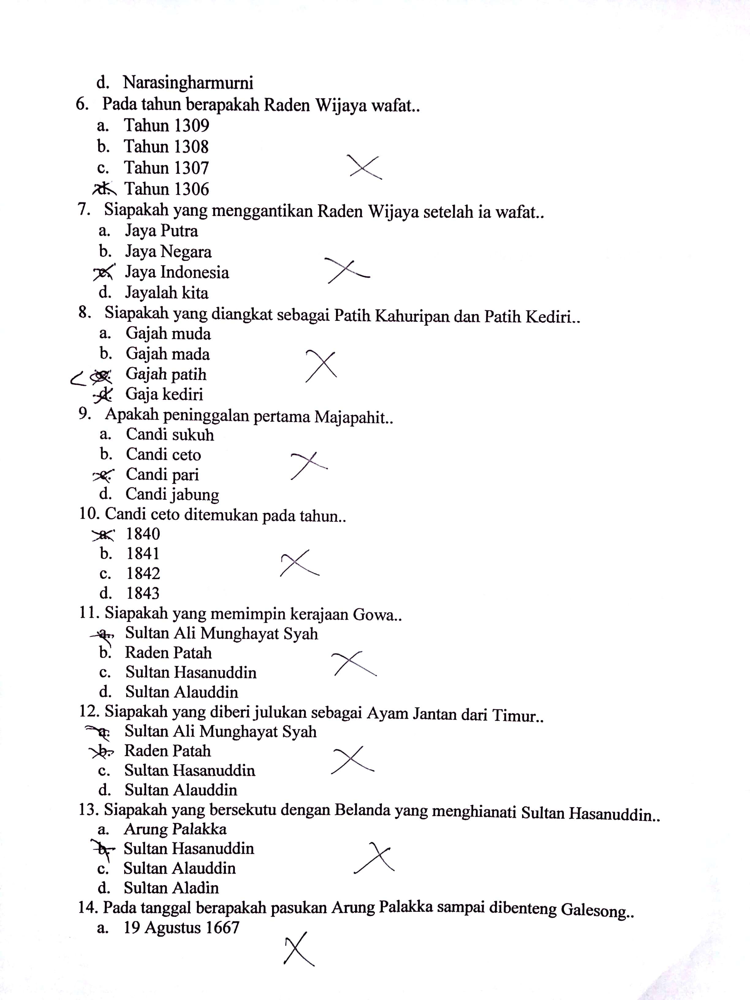 d. Narasingharmurni
6. Pada tahun berapakah Raden Wijaya wafat..
a. Tahun 1309
b. Tahun 1308
c. Tahun 1307
d. Tahun 1306
7. Siapakah yang menggantikan Raden Wijaya setelah ia wafat..
a. Jaya Putra
b. Jaya Negara
c. Jaya Indonesia
d. Jayalah kita
8. Siapakah yang diangkat sebagai Patih Kahuripan dan Patih Kediri..
a. Gajah muda
b. Gajah mada
c. Gajah patih
d. Gaja kediri
9. Apakah peninggalan pertama Majapahit..
a. Candi sukuh
b. Candi ceto
c. Candi pari
d. Candi jabung
10. Candi ceto ditemukan pada tahun..
a. 1840
b. 1841
c. 1842
d. 1843
11. Siapakah yang memimpin kerajaan Gowa..
a. Sultan Ali Munghayat Syah
b. Raden Patah
c. Sultan Hasanuddin
d. Sultan Alauddin
12. Siapakah yang diberi julukan sebagai Ayam Jantan dari Timur..
a. Sultan Ali Munghayat Syah
b. Raden Patah
c. Sultan Hasanuddin
d. Sultan Alauddin
13. Siapakah yang bersekutu dengan Belanda yang menghianati Sultan Hasanuddin..
a. Arung Palakka
b. Sultan Hasanuddin
c. Sultan Alauddin
d. Sultan Aladin
14. Pada tanggal berapakah pasukan Arung Palakka sampai dibenteng Galesong..
a. 19 Agustus 1667